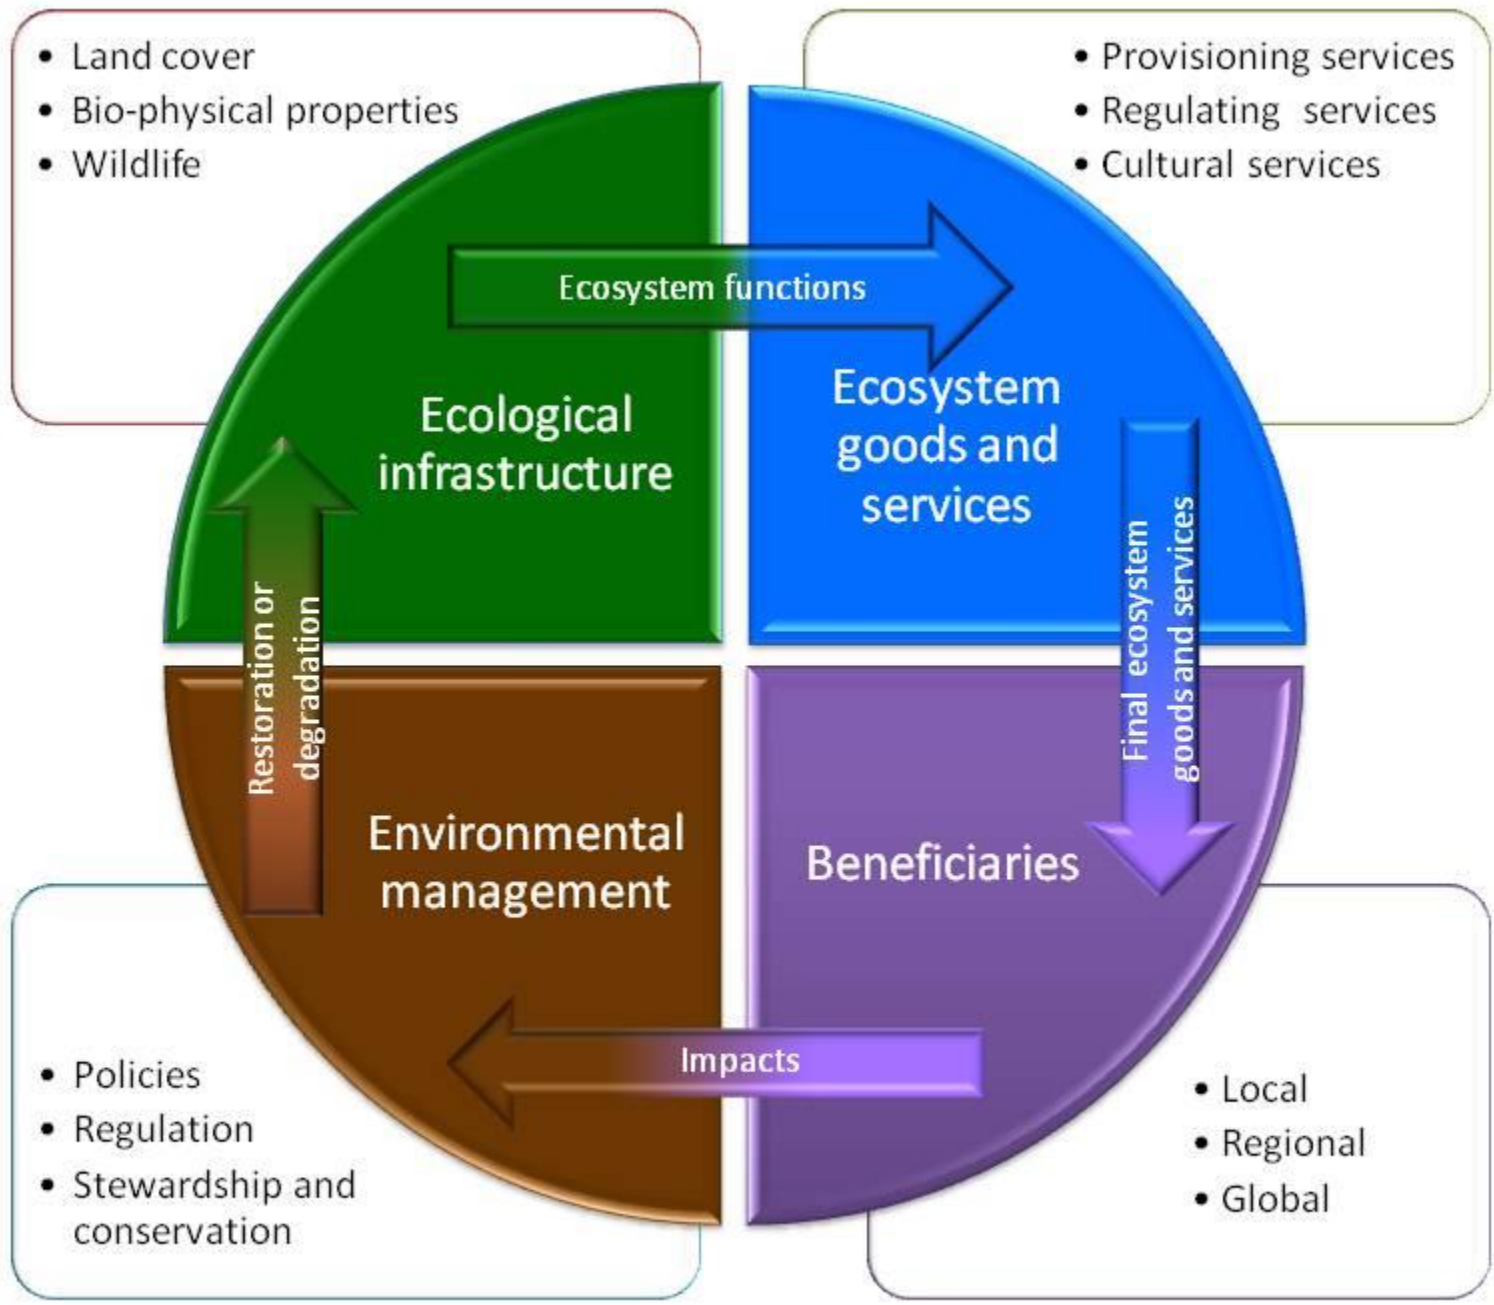 • Land cover
• Bio-physical properties
• Wildlife
• Provisioning services
• Regulating services
• Cultural services
Ecosystem functions
Ecological
infrastructure
Ecosystem
goods and
services
Final ecosystem
goods and services
Restoration or
degradation
Environmental
management
Beneficiaries
Impacts
• Policies
• Regulation
• Stewardship and
conservation
• Local
• Regional
• Global